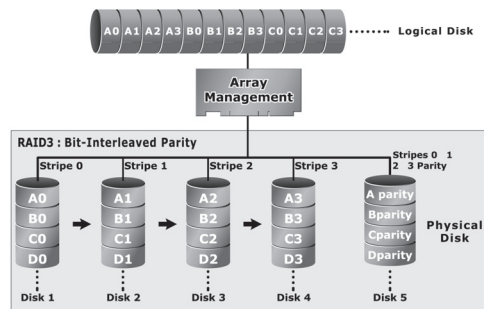 A0 A1 A2 A3 B0 B1 B2 B3 C0 C1 C2 C3 Logical Disk
Array
Management
RAID3 : Bit-Interleaved Parity
Stripe 0 Stripe 1 Stripe 2 Stripe 3 Stripes 0 1
2 3 Parity
A0 A1 A2 A3 A parity
B0 B1 B2 B3 Bparity
C0 C1 C2 C3 Cparity
D0 D1 D2 D3 Dparity
Physical
Disk
Disk 1 Disk 2 Disk 3 Disk 4 Disk 5